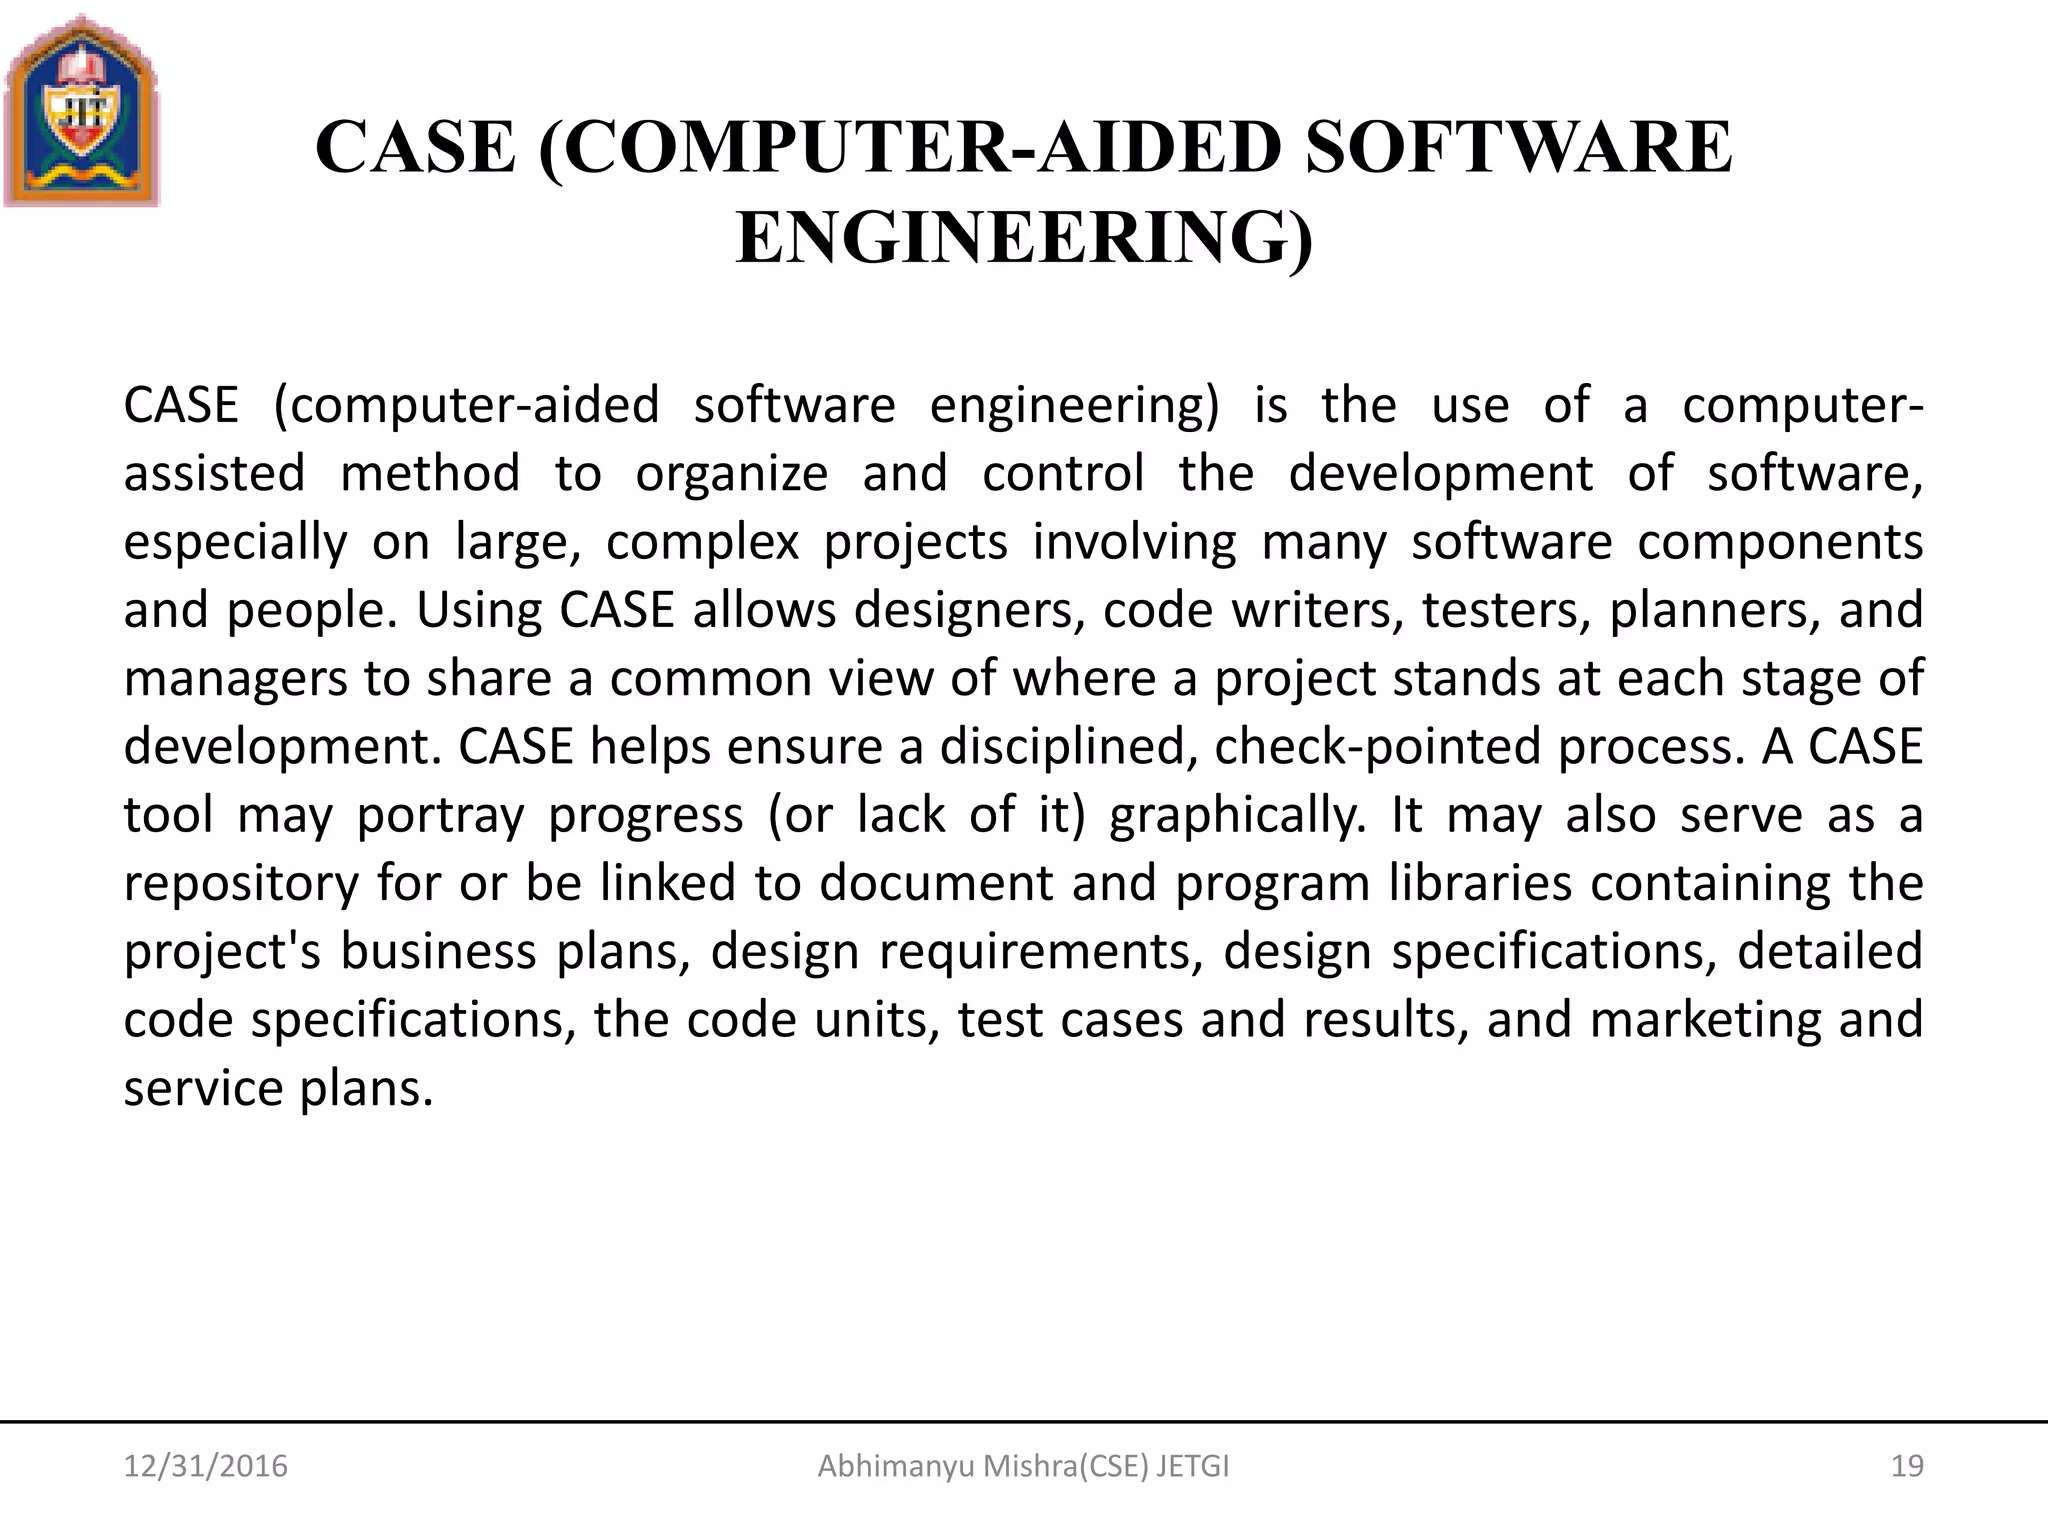 JIT
CASE (COMPUTER-AIDED SOFTWARE
ENGINEERING)
CASE (computer-aided software engineering) is the use of a computer-
assisted method to organize and control the development of software,
especially on large, complex projects involving many software components
and people. Using CASE allows designers, code writers, testers, planners, and
managers to share a common view of where a project stands at each stage of
development. CASE helps ensure a disciplined, check-pointed process. A CASE
tool may portray progress (or lack of it) graphically. It may also serve as a
repository for or be linked to document and program libraries containing the
project's business plans, design requirements, design specifications, detailed
code specifications, the code units, test cases and results, and marketing and
service plans.
12/31/2016
Abhimanyu Mishra(CSE) JETGI
19